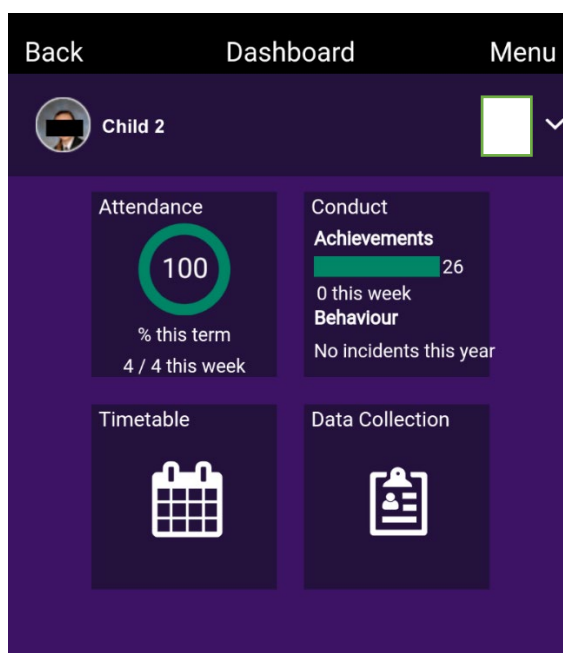 Back Dashboard Menu
Child 2
Attendance
100
% this term
4 / 4 this week
Conduct
Achievements
26
0 this week
Behaviour
No incidents this year
Timetable
Data Collection